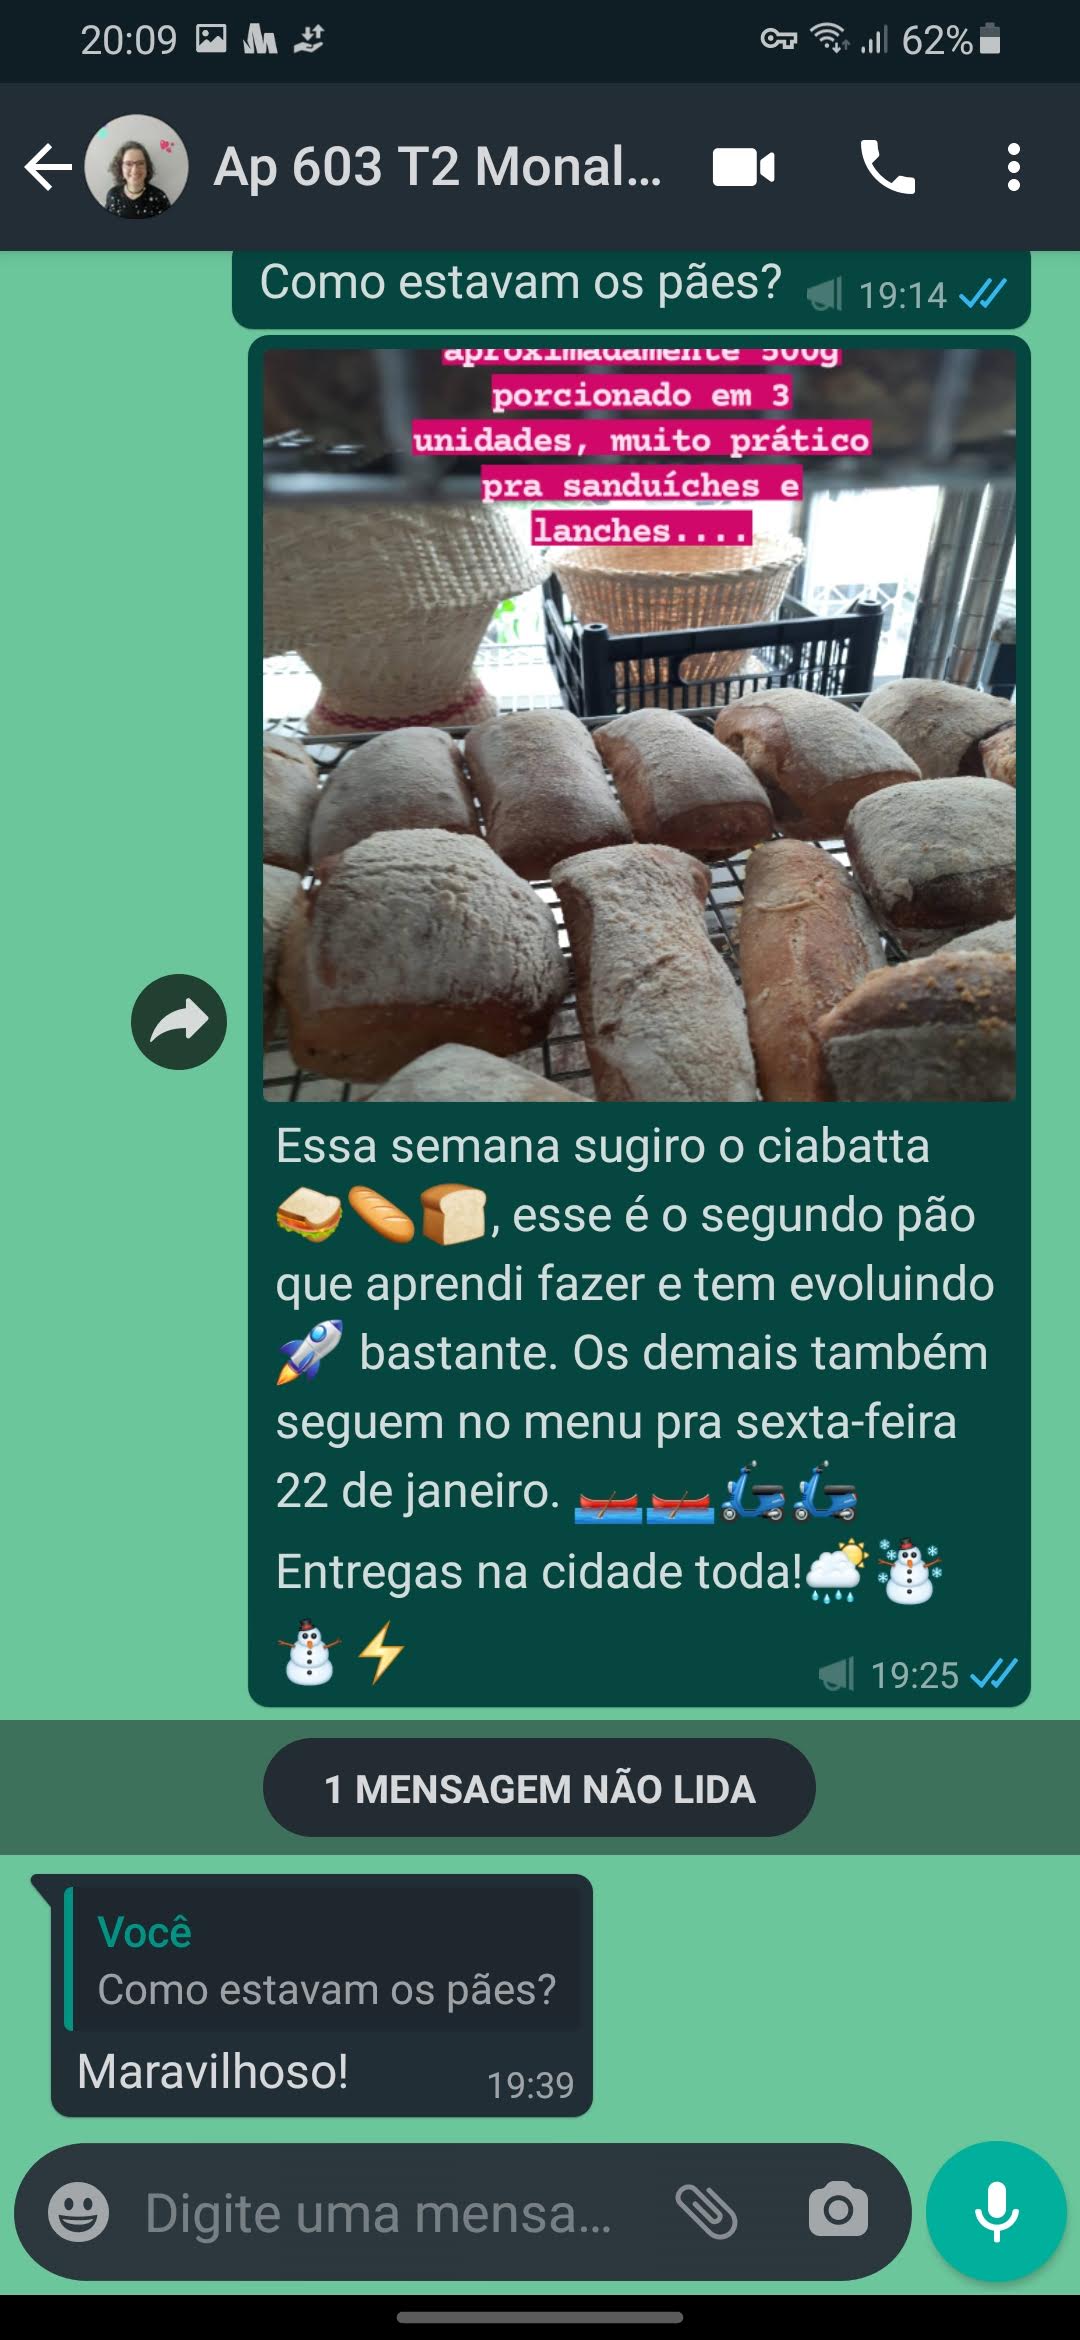 20:09
62%
Ap 603 T2 Monal...
Como estavam os pães?
19:14
aproximadamente 500g
porcionado em 3
unidades, muito prático
pra sanduíches e
lanches....
Essa semana sugiro o ciabatta
🥪🥖🍞, esse é o segundo pão
que aprendi fazer e tem evoluindo
🚀 bastante. Os demais também
seguem no menu pra sexta-feira
22 de janeiro. 🚣🚣🛵🛵
Entregas na cidade toda!🌦☃
⛄⚡
19:25
1 MENSAGEM NÃO LIDA
Você
Como estavam os pães?
Maravilhoso!
19:39
Digite uma mensa...